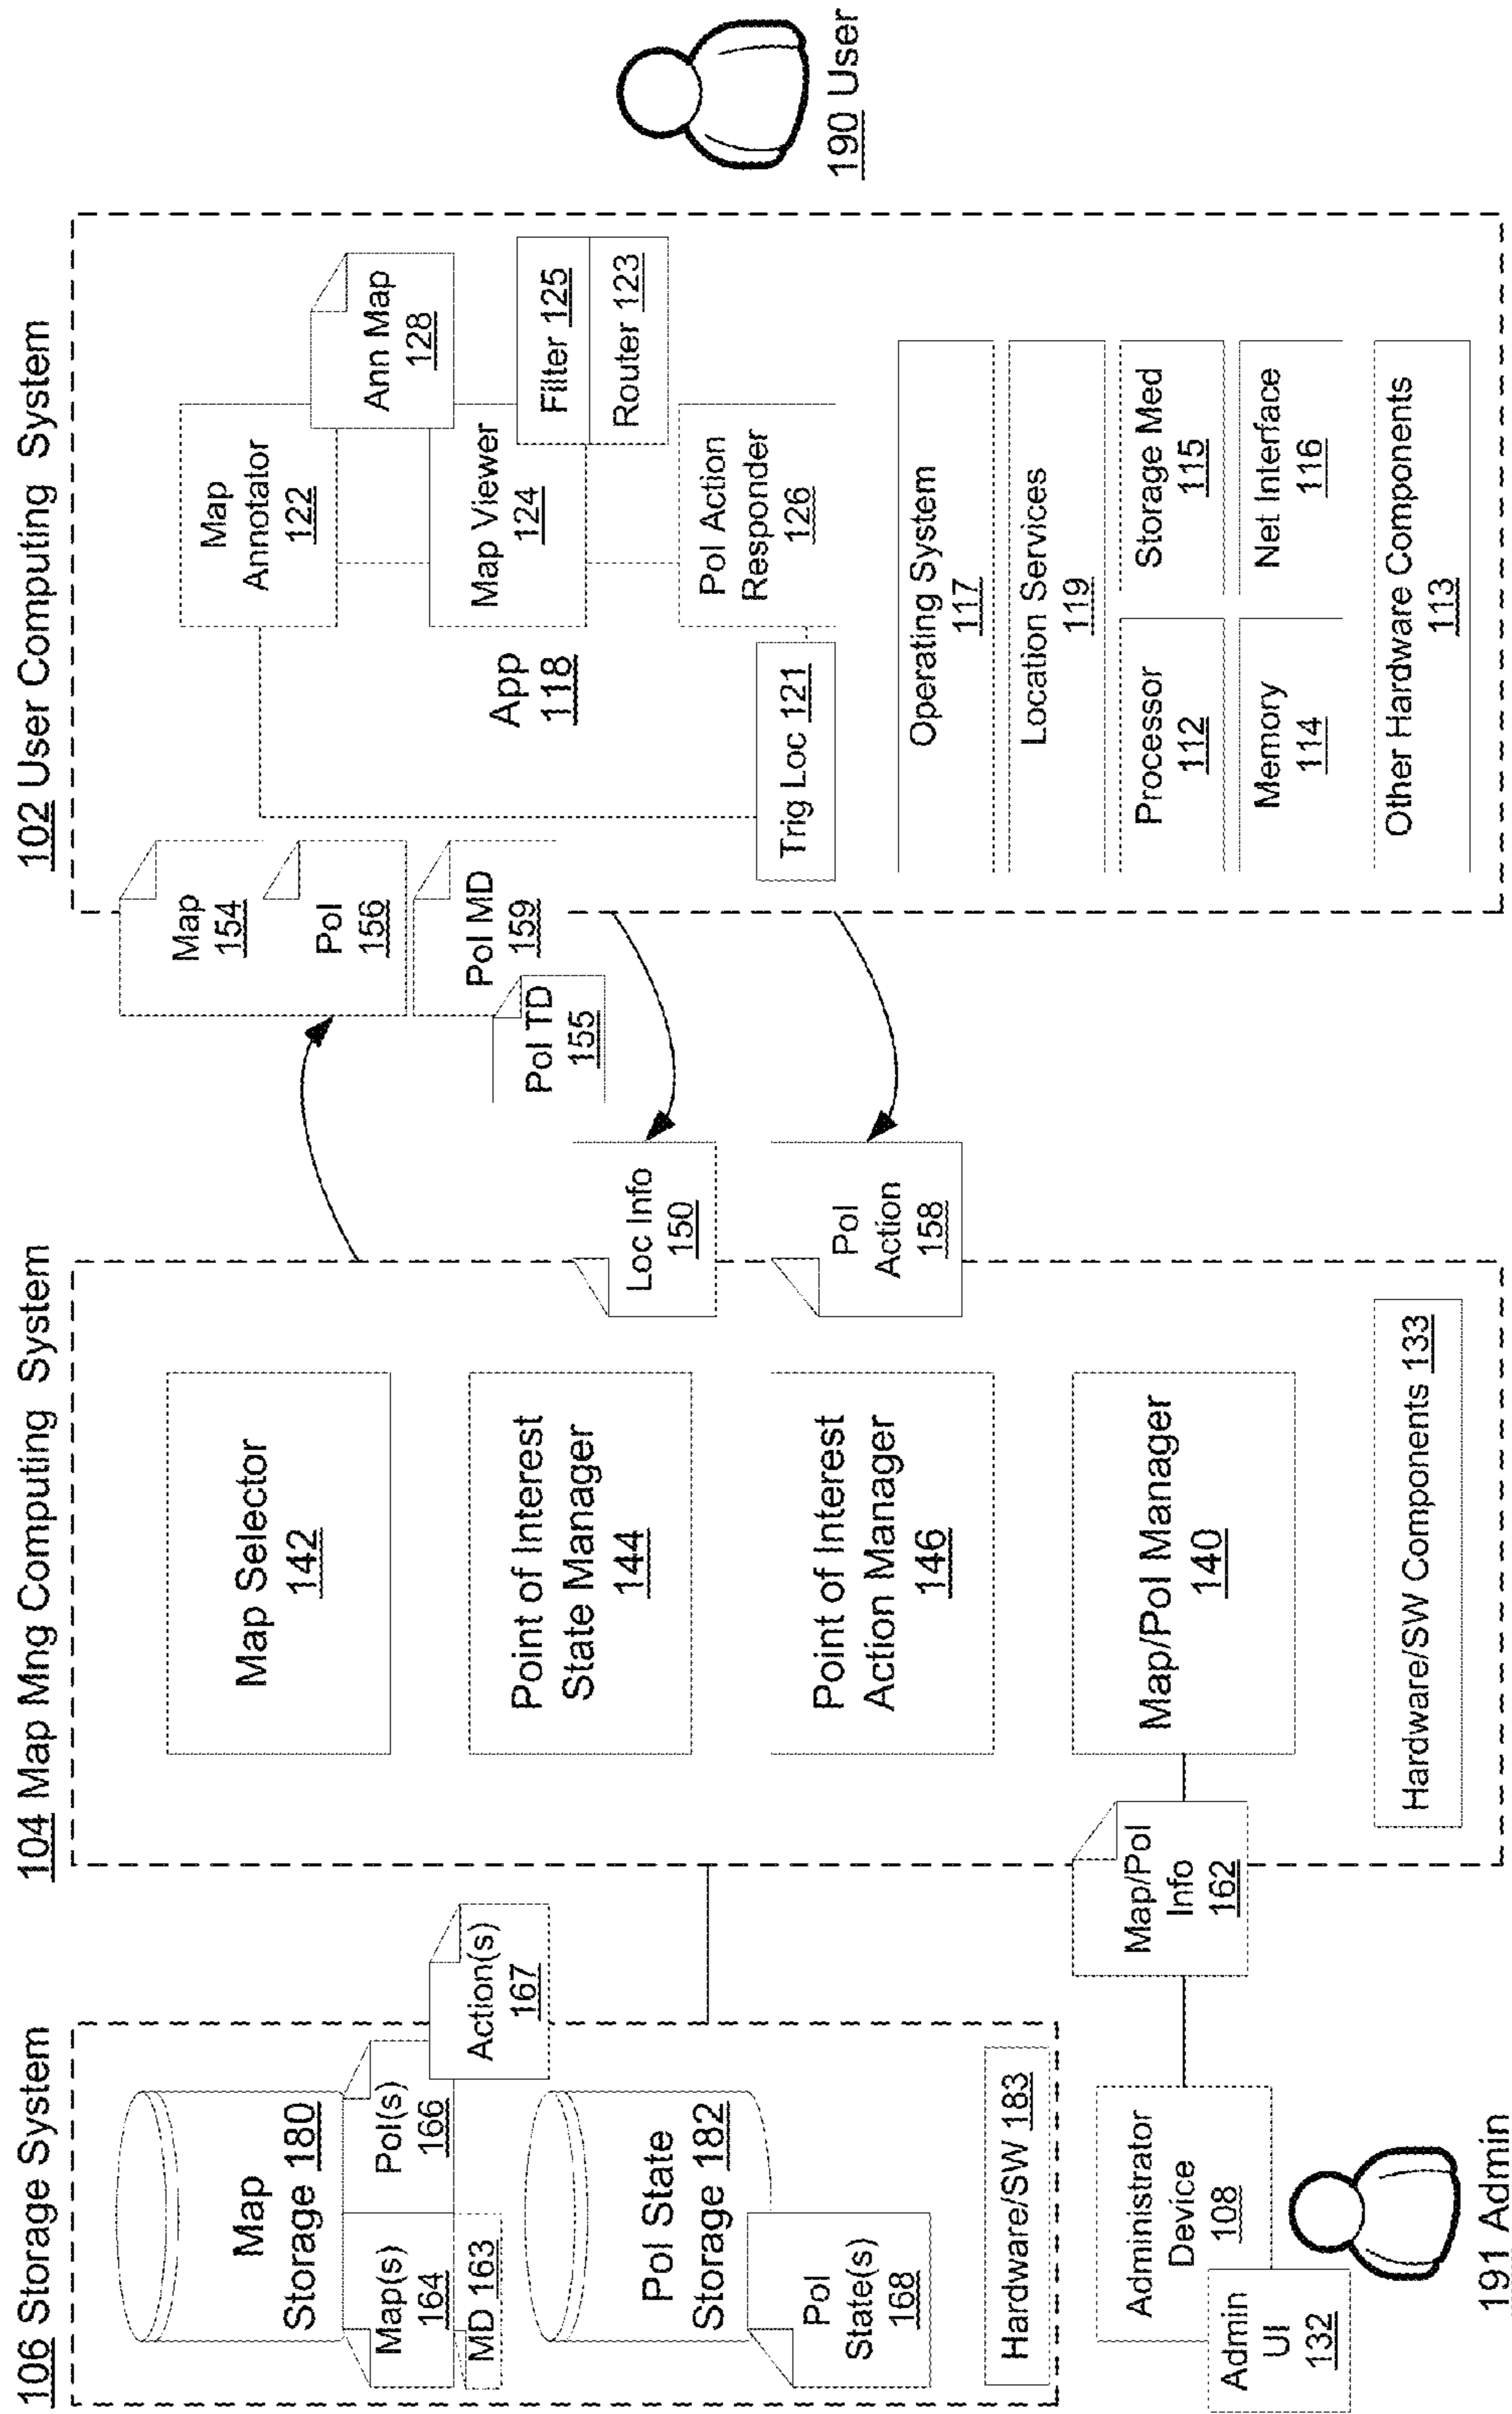 106 Storage System
Map
Storage 180
Map(s)
164
PoI(s)
166
Action(s)
167
MD 163
PoI State
Storage 182
PoI
State(s)
168
Hardware/SW 183
Administrator
Device
108
Admin
UI
132
191 Admin
Map/PoI
Info
162
104 Map Mng Computing System
Map Selector
142
Point of Interest
State Manager
144
Point of Interest
Action Manager
146
Map/PoI Manager
140
Hardware/SW Components 133
Loc Info
150
PoI
Action
158
Map
154
PoI
156
PoI MD
159
PoI TD
155
102 User Computing System
Map
Annotator
122
Ann Map
128
Map Viewer
124
Filter 125
Router 123
App
118
PoI Action
Responder
126
Trig Loc 121
Operating System
117
Location Services
119
Processor
112
Storage Med
115
Memory
114
Net Interface
116
Other Hardware Components
113
190 User